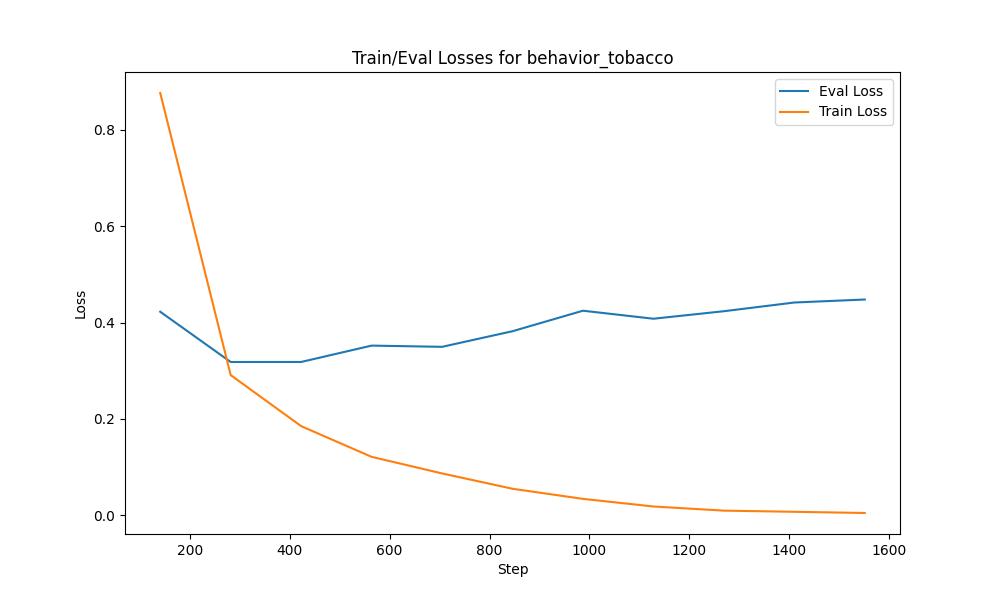 Train/Eval Losses for behavior_tobacco
Eval Loss
Train Loss
0.8
0.6
0.4
0.2
0.0
Loss
200 400 600 800 1000 1200 1400 1600
Step